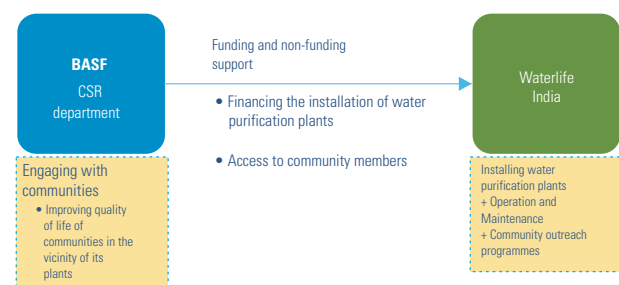 BASF
CSR
department
Funding and non-funding
support
• Financing the installation of water
purification plants
• Access to community members
Waterlife
India
Engaging with
communities
• Improving quality
of life of
communities in the
vicinity of its
plants
Installing water
purification plants
+ Operation and
Maintenance
+ Community outreach
programmes